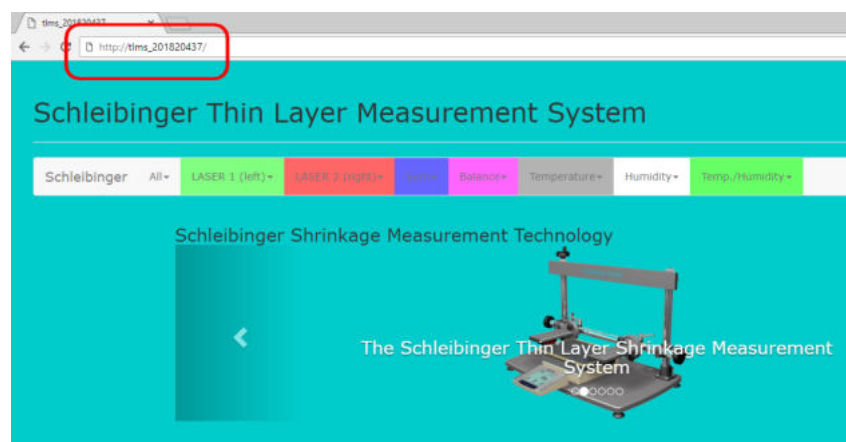 tlms_201820437
http://tlms_201820437/
Schleibinger Thin Layer Measurement System
Schleibinger All LASER 1 (left) LASER 2 (right) Balance Temperature Humidity Temp./Humidity
Schleibinger Shrinkage Measurement Technology
The Schleibinger Thin Layer Shrinkage Measurement
System